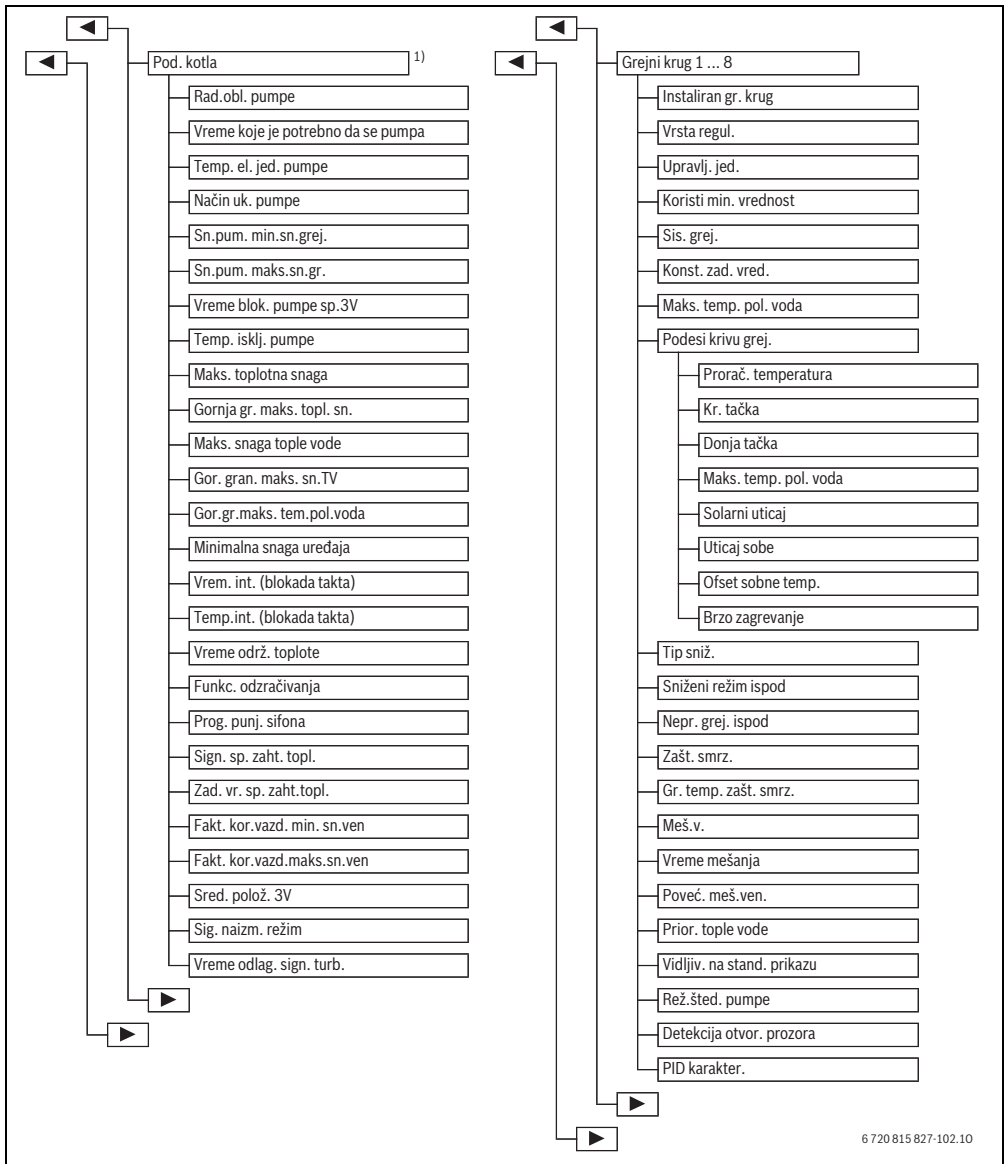 Pod. kotla 1)
Rad.obl. pumpe
Vreme koje je potrebno da se pumpa
Temp. el. jed. pumpe
Način uk. pumpe
Sn.pum. min.sn.grej.
Sn.pum. maks.sn.gr.
Vreme blok. pumpe sp.3V
Temp. isklj. pumpe
Maks. toplotna snaga
Gornja gr. maks. topl. sn.
Maks. snaga tople vode
Gor. gran. maks. sn.TV
Gor.gr.maks. tem.pol.voda
Minimalna snaga uređaja
Vrem. int. (blokada takta)
Temp.int. (blokada takta)
Vreme održ. toplote
Funkc. odzračivanja
Prog. punj. sifona
Sign. sp. zaht. topl.
Zad. vr. sp. zaht.topl.
Fakt. kor.vazd. min. sn.ven
Fakt. kor.vazd.maks.sn.ven
Sred. polož. 3V
Sig. naizm. režim
Vreme odlag. sign. turb.
Grejni krug 1 ... 8
Instaliran gr. krug
Vrsta regul.
Upravlj. jed.
Koristi min. vrednost
Sis. grej.
Konst. zad. vred.
Maks. temp. pol. voda
Podesi krivu grej.
Prorač. temperatura
Kr. tačka
Donja tačka
Maks. temp. pol. voda
Solarni uticaj
Uticaj sobe
Ofset sobne temp.
Brzo zagrevanje
Tip sniž.
Sniženi režim ispod
Nepr. grej. ispod
Zašt. smrz.
Gr. temp. zašt. smrz.
Meš.v.
Vreme mešanja
Poveć. meš.ven.
Prior. tople vode
Vidljiv. na stand. prikazu
Rež.šted. pumpe
Detekcija otvor. prozora
PID karakter.
6 720 815 827-102.1O